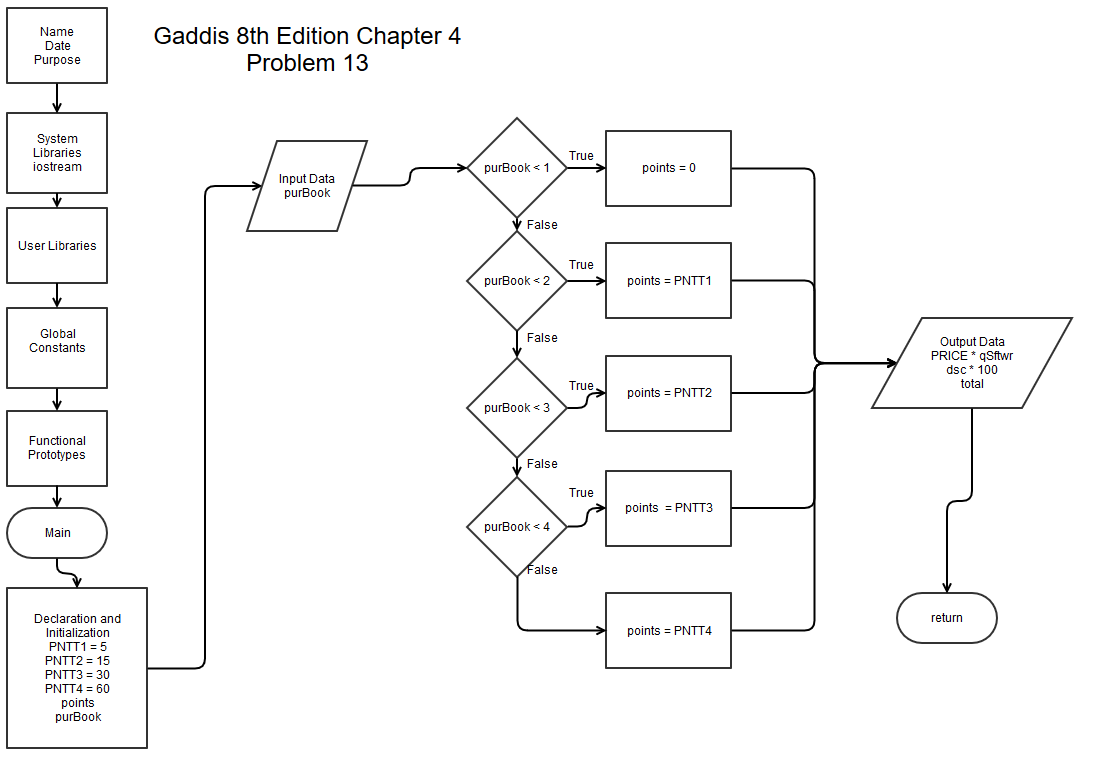 Gaddis 8th Edition Chapter 4
Problem 13
Name
Date
Purpose
System
Libraries
iostream
User Libraries
Global
Constants
Functional
Prototypes
Main
Declaration and
Initialization
PNTT1 = 5
PNTT2 = 15
PNTT3 = 30
PNTT4 = 60
points
purBook
Input Data
purBook
purBook < 1
True
points = 0
False
purBook < 2
True
points = PNTT1
False
purBook < 3
True
points = PNTT2
False
purBook < 4
True
points = PNTT3
False
points = PNTT4
Output Data
PRICE * qSftwr
dsc * 100
total
return